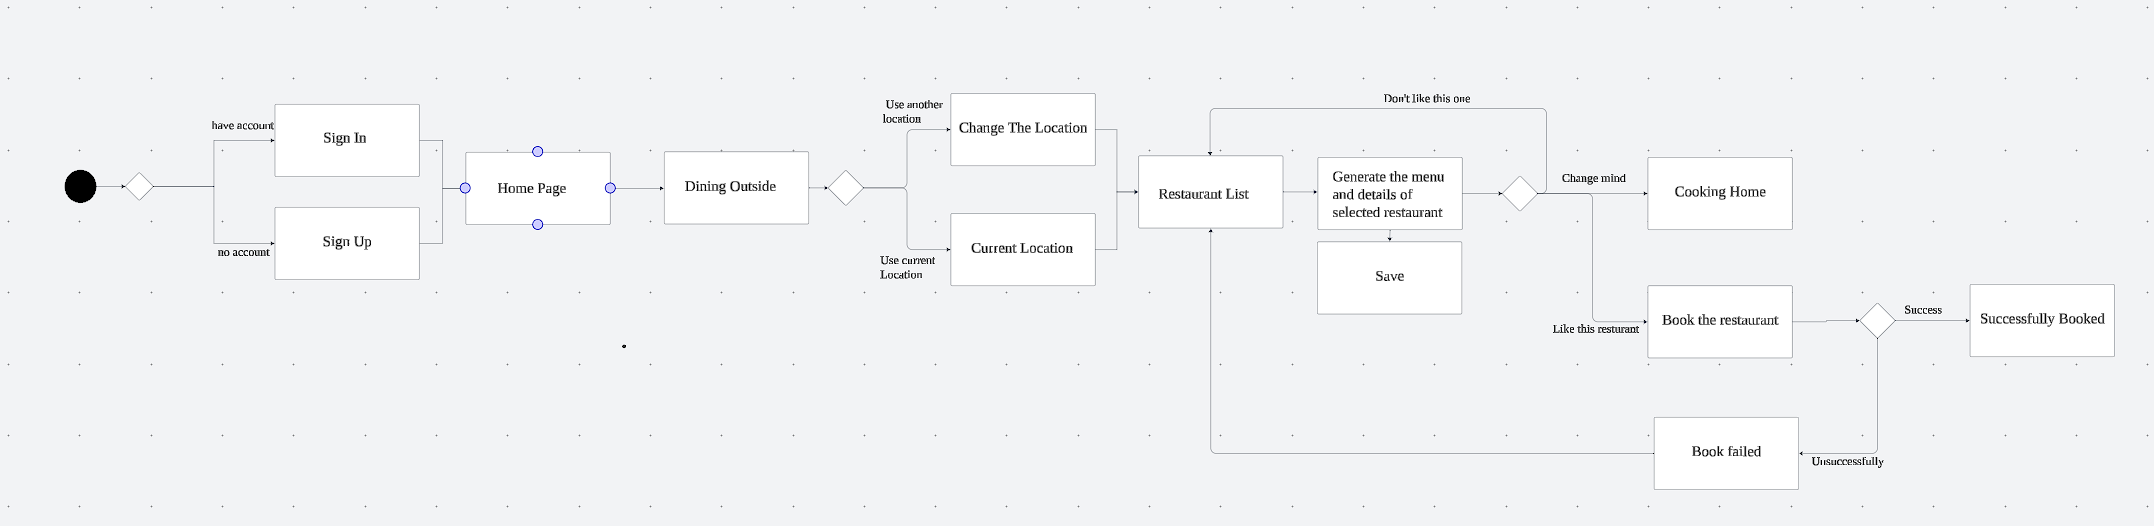 have account
Sign In
no account
Sign Up
Home Page
Dining Outside
Use another
location
Change The Location
Use current
Location
Current Location
Restaurant List
Don't like this one
Generate the menu
and details of
selected restaurant
Save
Change mind
Cooking Home
Like this resturant
Book the restaurant
Success
Successfully Booked
Unsuccessfully
Book failed